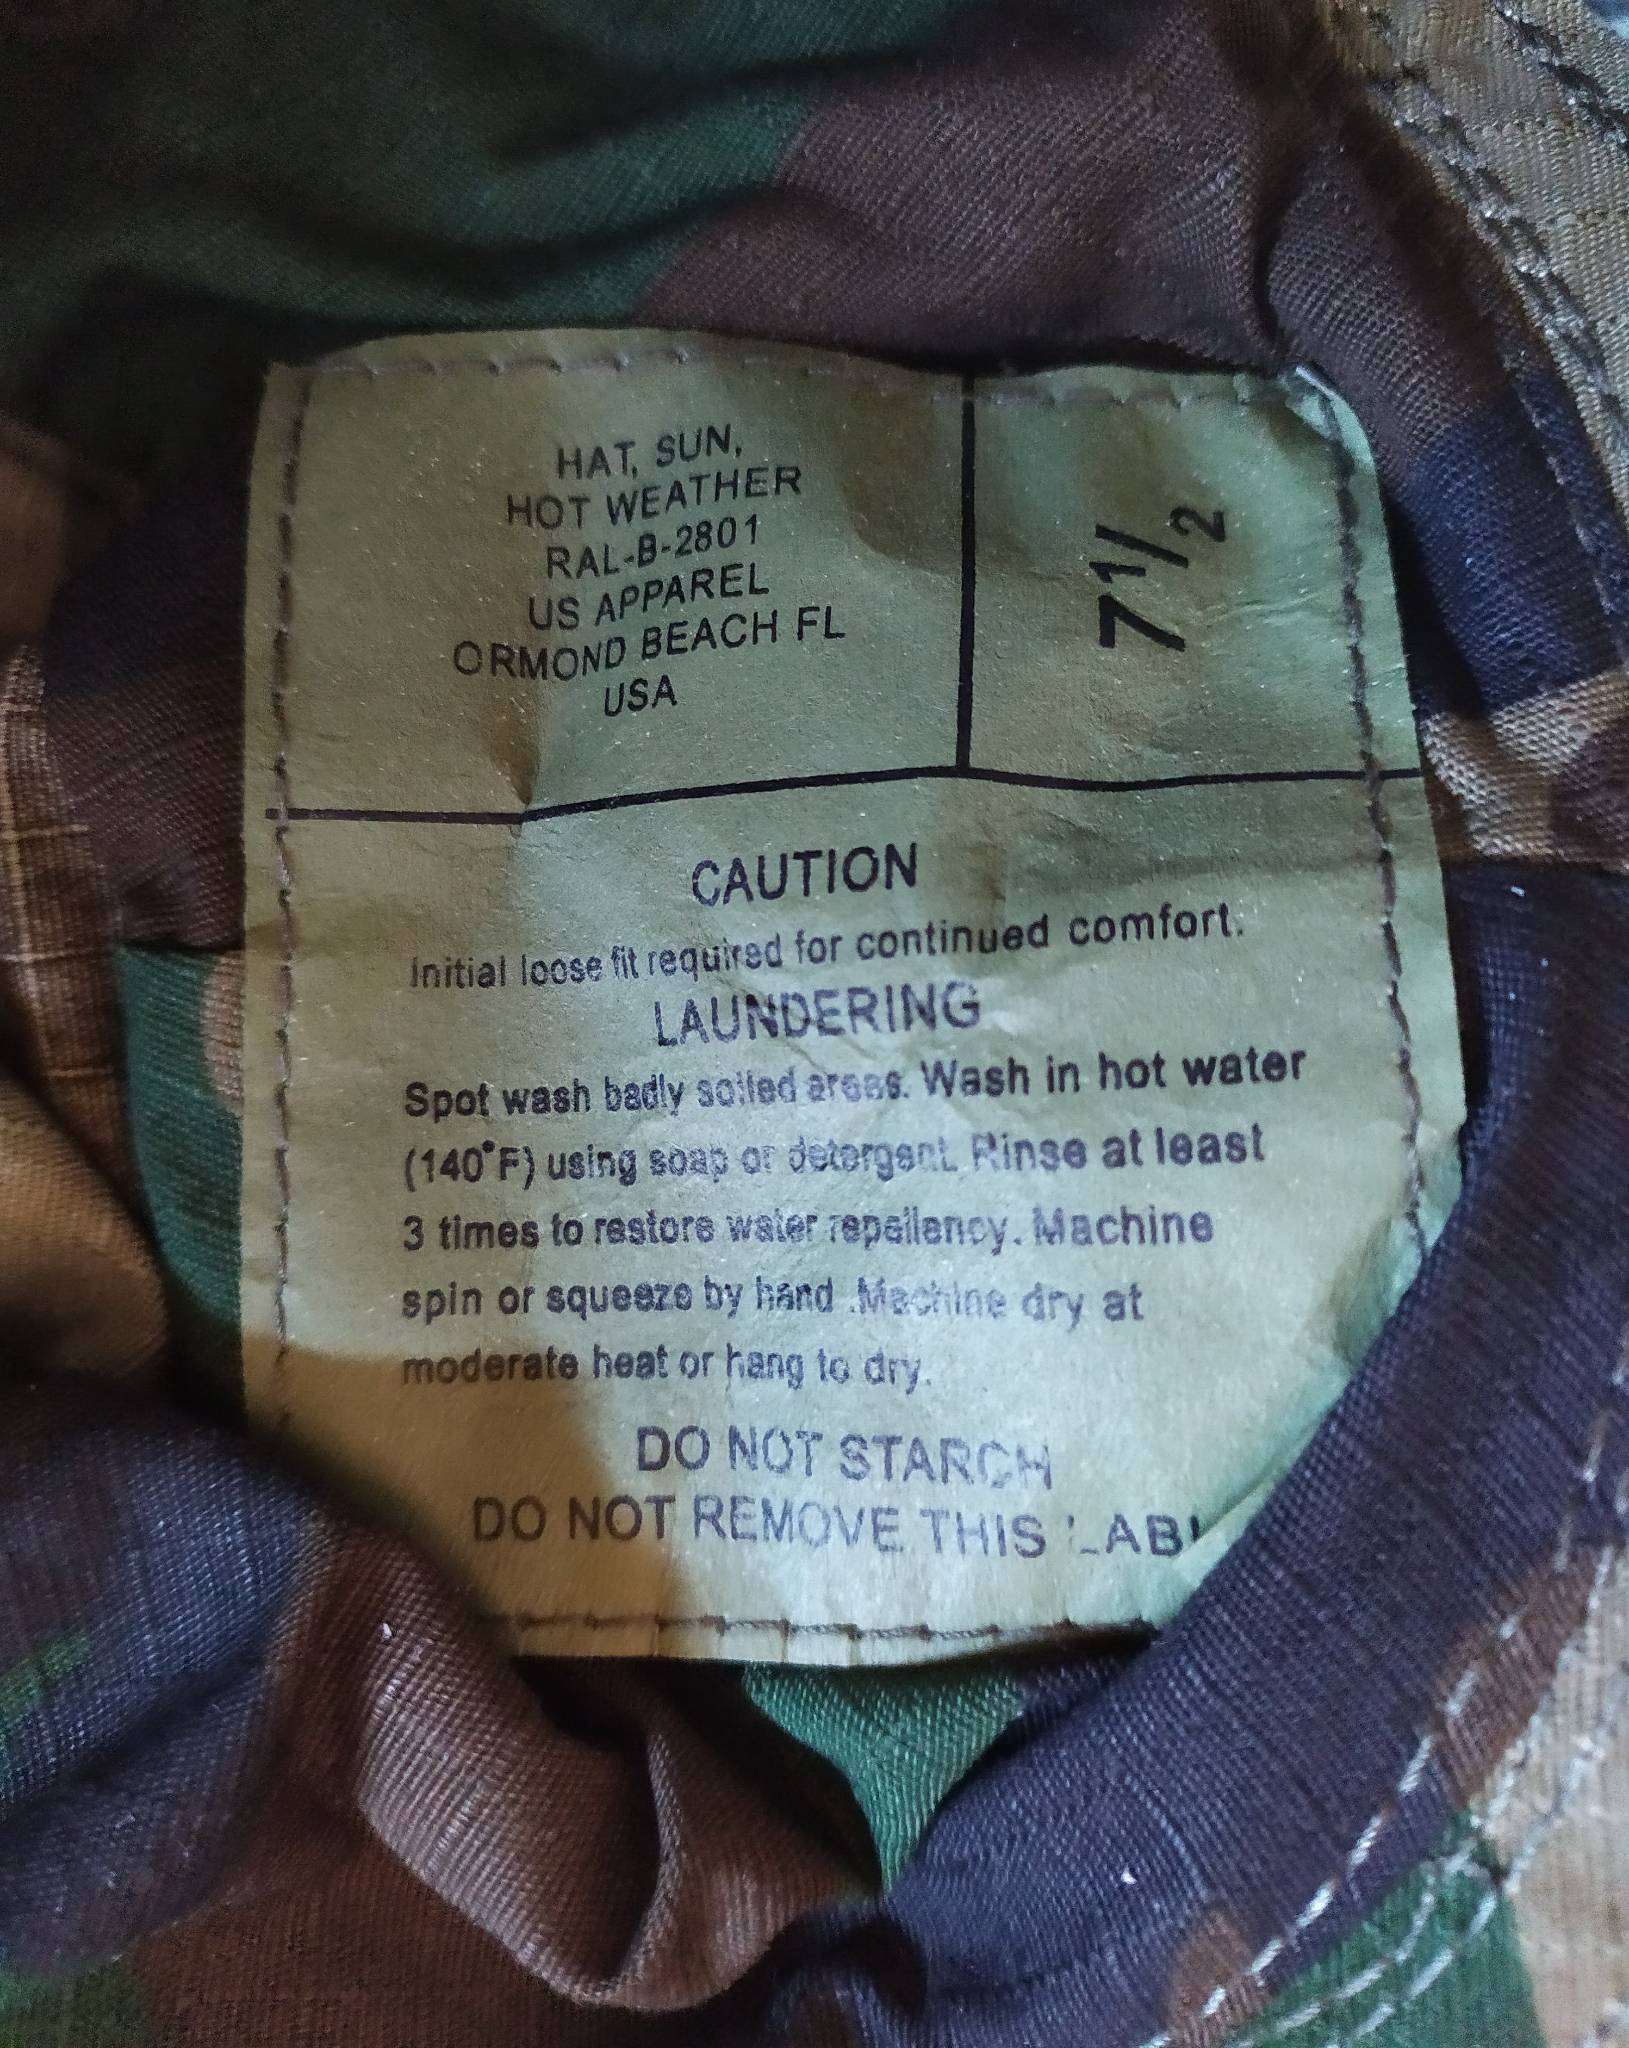 HAT, SUN,
HOT WEATHER
RAL-B-2801
US APPAREL
ORMOND BEACH FL
USA
7 1/2
CAUTION
Initial loose fit required for continued comfort.
LAUNDERING
Spot wash badly soiled areas. Wash in hot water
(140°F) using soap or detergent. Rinse at least
3 times to restore water repellency. Machine
spin or squeeze by hand .Machine dry at
moderate heat or hang to dry.
DO NOT STARCH
DO NOT REMOVE THIS